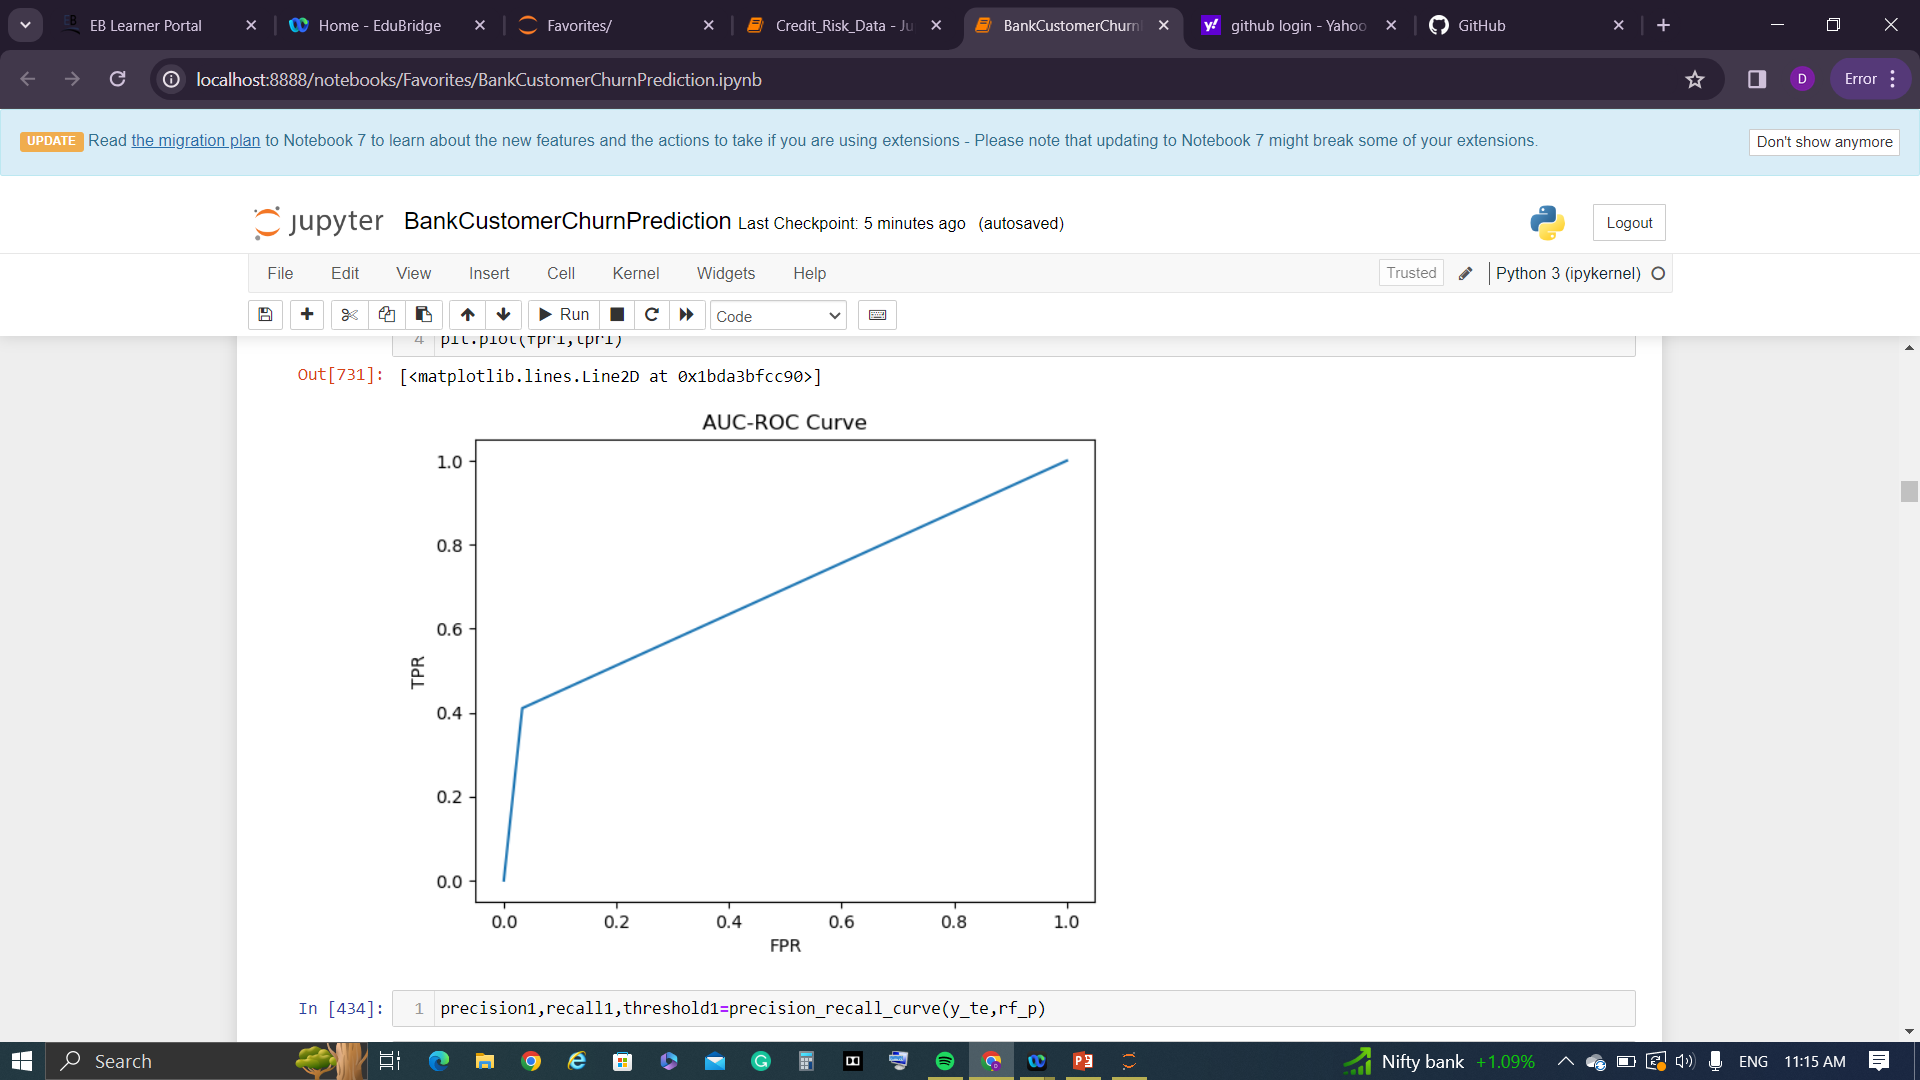 EB Learner Portal
Home - EduBridge
Favorites/
Credit_Risk_Data - Ju
BankCustomerChurn
github login - Yahoo
GitHub
localhost:8888/notebooks/Favorites/BankCustomerChurnPrediction.ipynb
D
Error
UPDATE Read the migration plan to Notebook 7 to learn about the new features and the actions to take if you are using extensions - Please note that updating to Notebook 7 might break some of your extensions.
Don't show anymore
jupyter BankCustomerChurnPrediction Last Checkpoint: 5 minutes ago (autosaved)
Logout
File Edit View Insert Cell Kernel Widgets Help
Trusted
Python 3 (ipykernel)
Run
Code
4 plt.plot(fpr1,tpr1)
Out[731]: [<matplotlib.lines.Line2D at 0x1bda3bfcc90>]
AUC-ROC Curve
1.0
0.8
0.6
0.4
0.2
0.0
TPR
0.0 0.2 0.4 0.6 0.8 1.0
FPR
In [434]: 1 precision1,recall1,threshold1=precision_recall_curve(y_te,rf_p)
Search
Nifty bank +1.09%
ENG
11:15 AM